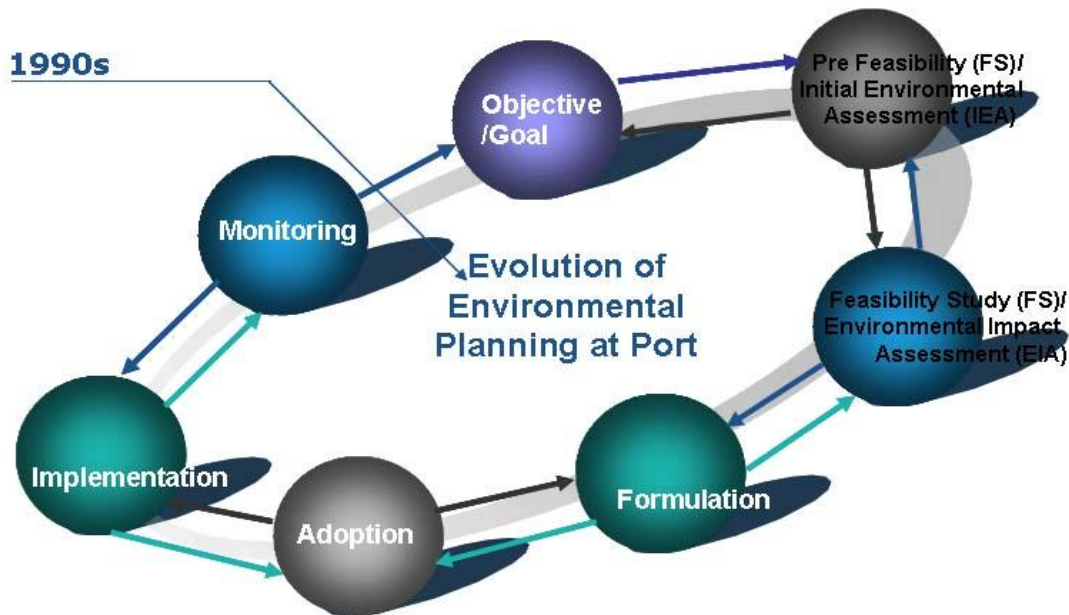 1990s
Objective
/Goal
Pre Feasibility (FS)/
Initial Environmental
Assessment (IEA)
Monitoring
Evolution of
Environmental
Planning at Port
Feasibility Study (FS)/
Environmental Impact
Assessment (EIA)
Implementation
Adoption
Formulation